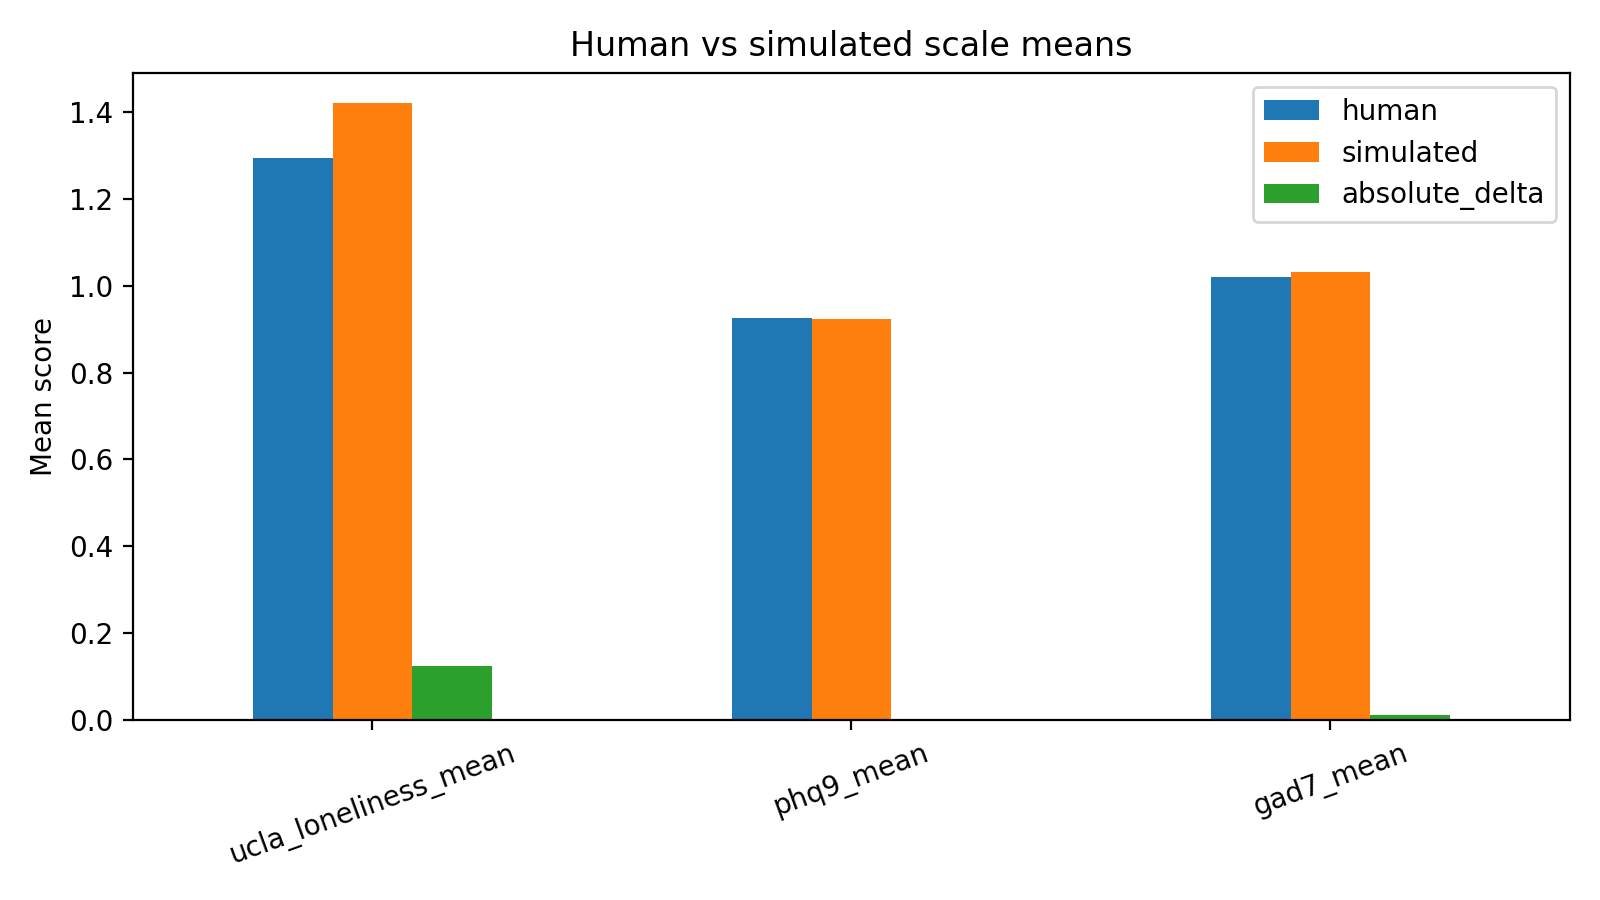 Human vs simulated scale means
human
simulated
absolute_delta
Mean score
1.4
1.2
1.0
0.8
0.6
0.4
0.2
0.0
ucla_loneliness_mean
phq9_mean
gad7_mean